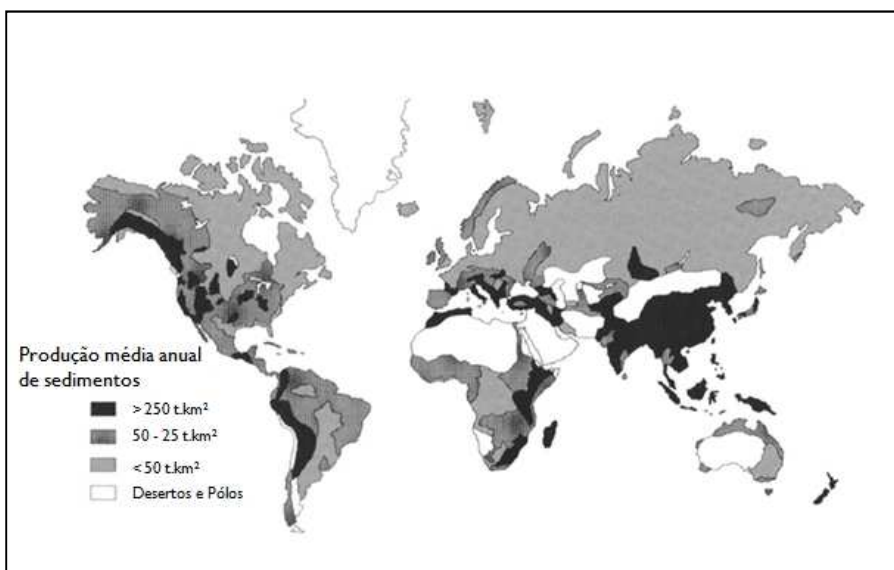 Produção média anual
de sedimentos
>250 t.km²
50 - 25 t.km²
<50 t.km²
Desertos e Pólos